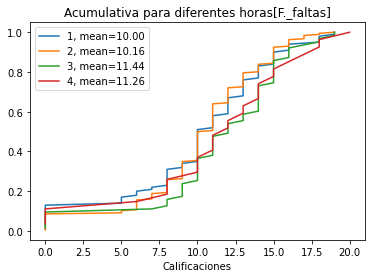 Acumulativa para diferentes horas[F._faltas]
1, mean=10.00
2, mean=10.16
3, mean=11.44
4, mean=11.26
1.0
0.8
0.6
0.4
0.2
0.0
0.0 2.5 5.0 7.5 10.0 12.5 15.0 17.5 20.0
Calificaciones